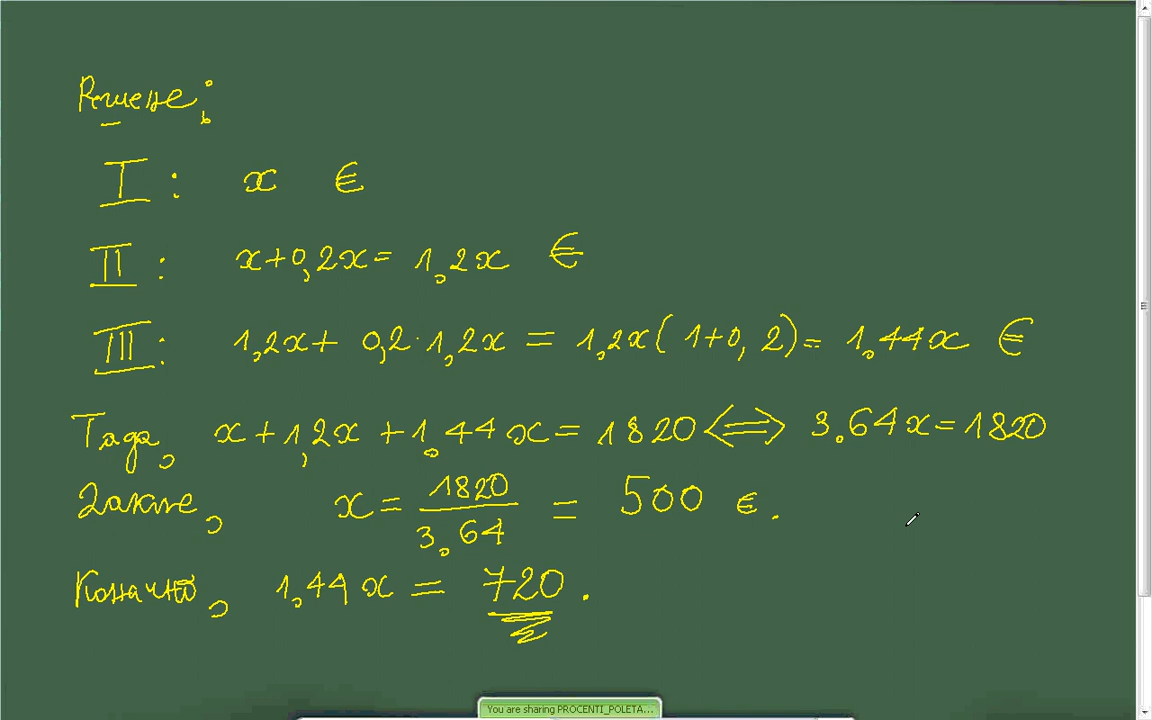 Решење:
I: x €
II: x+0,2x= 1,2x €
III: 1,2x+ 0,2·1,2x = 1,2x(1+0,2)= 1,44x €
Тада, x+1,2x+1,44x=1820⇔3.64x=1820
Дакле, x= 1820/3,64 = 500 €.
Коначно, 1,44x = 720.
You are sharing PROCENTI_POLETA...